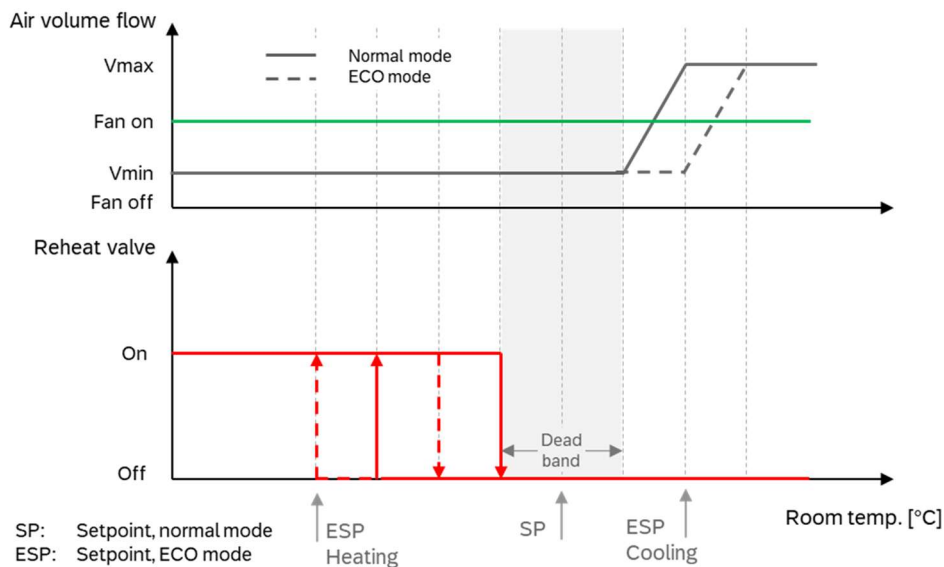 Air volume flow
Vmax
Normal mode
ECO mode
Fan on
Vmin
Fan off
Reheat valve
On
Dead
band
Off
Room temp. [°C]
SP: Setpoint, normal mode
ESP: Setpoint, ECO mode
ESP
Heating
SP
ESP
Cooling